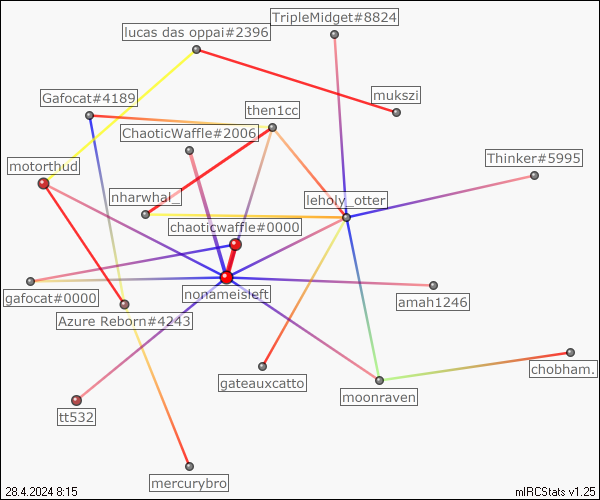 TripleMidget#8824
lucas das oppai#2396
Gafocat#4189
mukszi
then1cc
ChaoticWaffle#2006
motorthud
Thinker#5995
nharwhal_
leholy_otter
chaoticwaffle#0000
gafocat#0000
nonameisleft
amah1246
Azure Reborn#4243
chobham.
gateauxcatto
moonraven
tt532
mercurybro
28.4.2024 8:15
mIRCStats v1.25